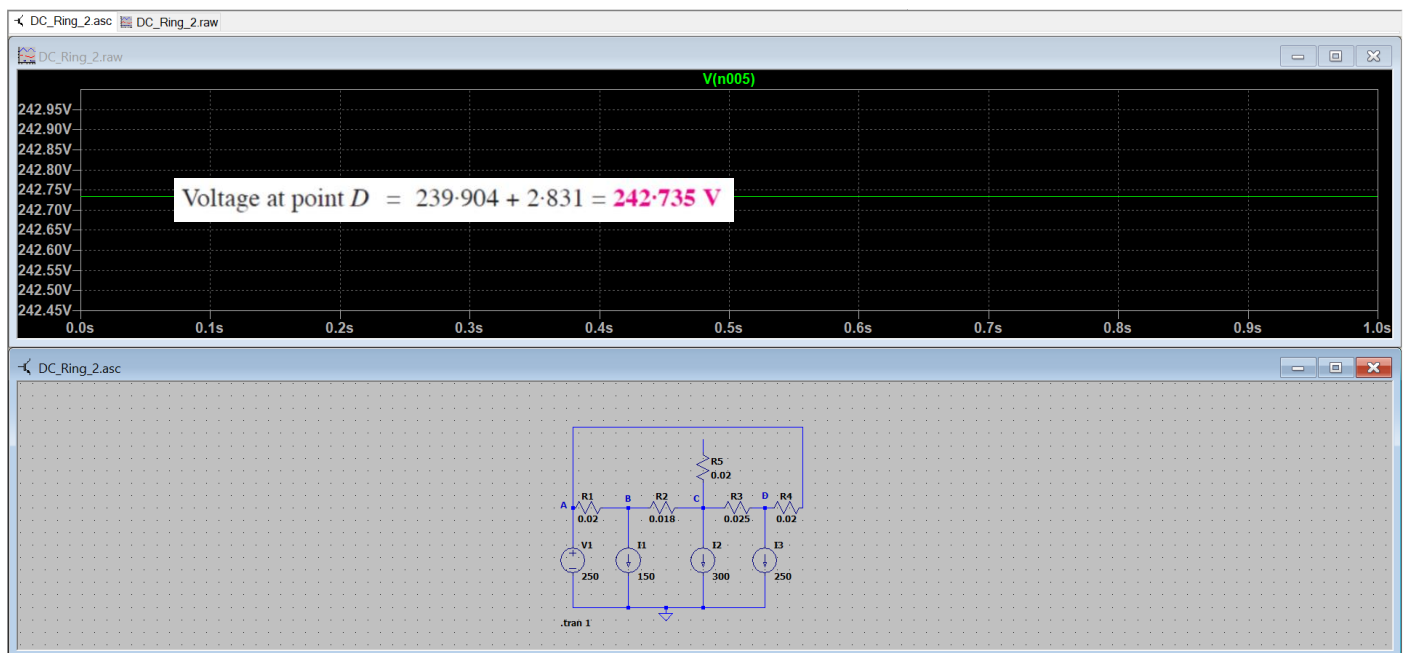 DC_Ring_2.asc DC_Ring_2.raw
DC_Ring_2.raw
V(n005)
242.95V
242.90V
242.85V
242.80V
242.75V
242.70V
242.65V
242.60V
242.55V
242.50V
242.45V
Voltage at point D = 239·904 + 2·831 = 242·735 V
0.0s 0.1s 0.2s 0.3s 0.4s 0.5s 0.6s 0.7s 0.8s 0.9s 1.0s
DC_Ring_2.asc
R5
0.02
A R1 B R2 C R3 D R4
0.02 0.018 0.025 0.02
V1 I1 I2 I3
250 150 300 250
.tran 1